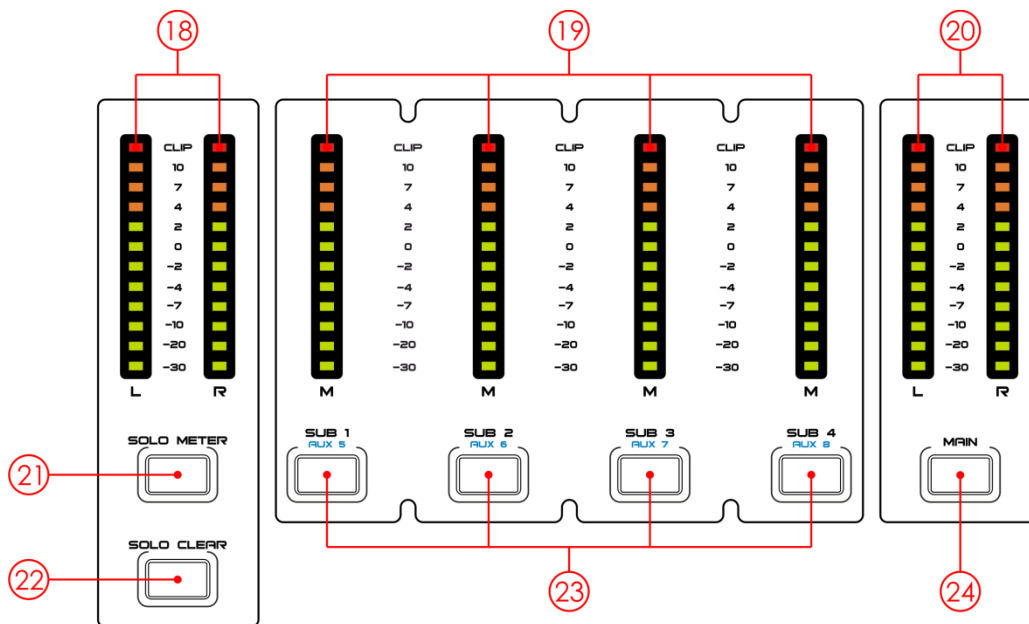 18 19 20
CLIP CLIP CLIP CLIP CLIP
10 10 10 10 10
7 7 7 7 7
4 4 4 4 4
2 2 2 2 2
0 0 0 0 0
-2 -2 -2 -2 -2
-4 -4 -4 -4 -4
-7 -7 -7 -7 -7
-10 -10 -10 -10 -10
-20 -20 -20 -20 -20
-30 -30 -30 -30 -30
L R M M M M L R
SUB 1 SUB 2 SUB 3 SUB 4
SOLO METER AUX 5 AUX 6 AUX 7 AUX 8 MAIN
21
SOLO CLEAR
22 23 24